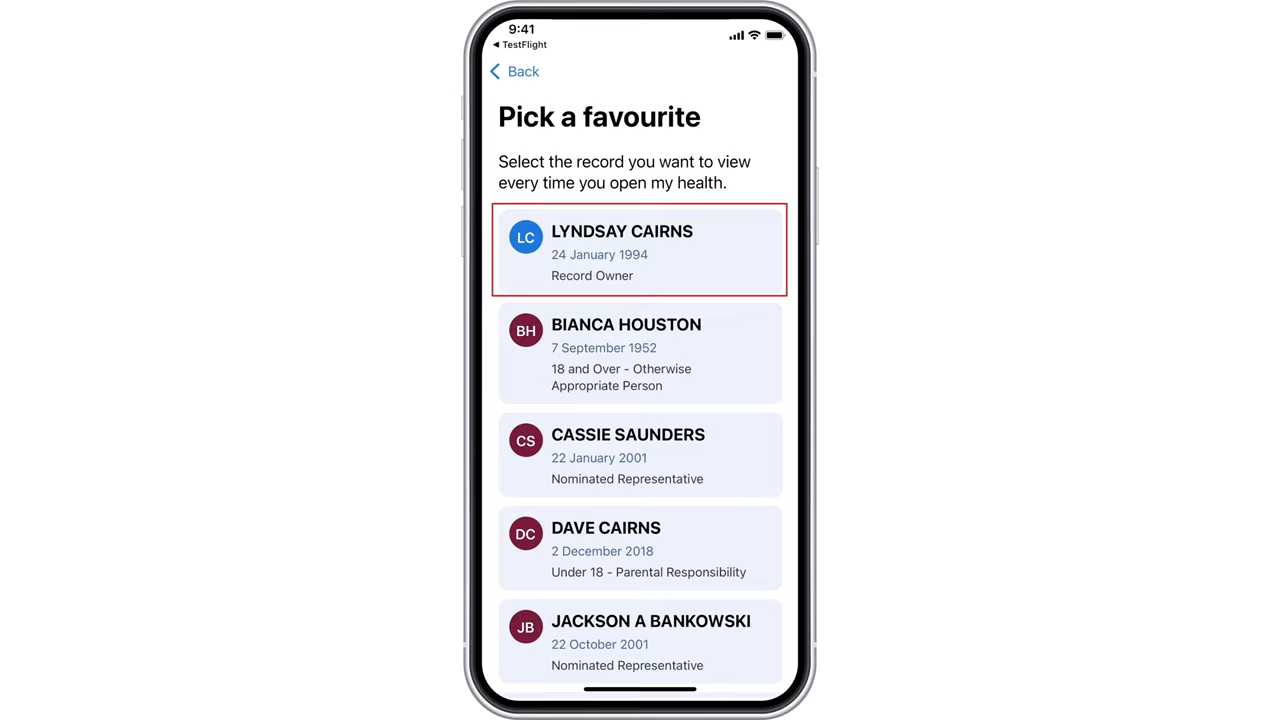 9:41
TestFlight
Back
Pick a favourite
Select the record you want to view
every time you open my health.
LC
LYNDSAY CAIRNS
24 January 1994
Record Owner
BH
BIANCA HOUSTON
7 September 1952
18 and Over - Otherwise
Appropriate Person
CS
CASSIE SAUNDERS
22 January 2001
Nominated Representative
DC
DAVE CAIRNS
2 December 2018
Under 18 - Parental Responsibility
JB
JACKSON A BANKOWSKI
22 October 2001
Nominated Representative